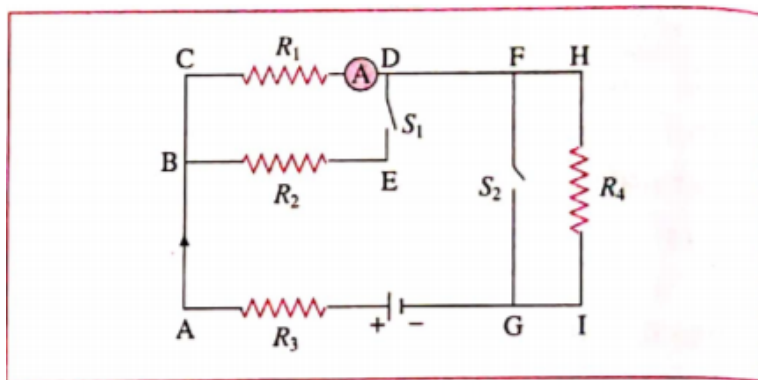 C R₁ A D F H
S₁
B R₂ E S₂ R₄
A R₃ + − G I